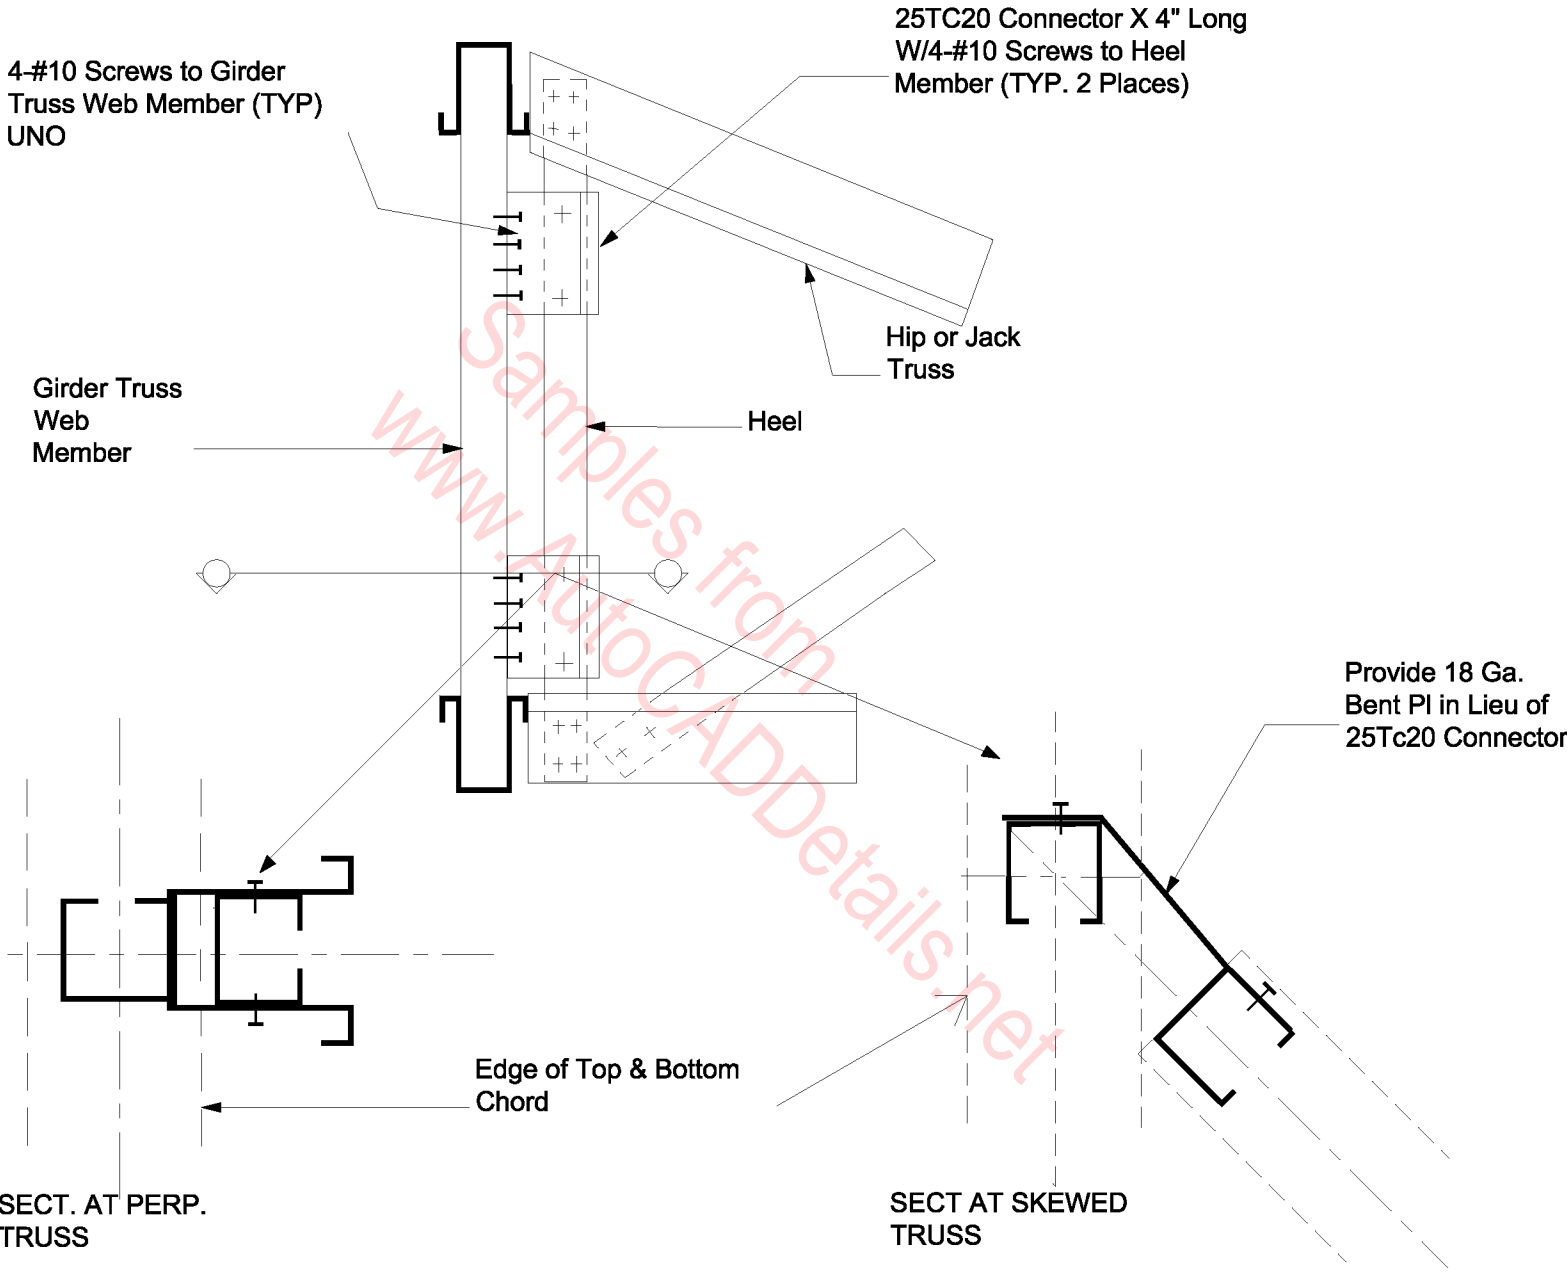 25TC20 Connector X 4" Long
W/4-#10 Screws to Heel
Member (TYP. 2 Places)
4-#10 Screws to Girder
Truss Web Member (TYP)
UNO
Hip or Jack
Truss
Girder Truss
Web
Member
Heel
Samples from
www.AutoCADDetails.net
Provide 18 Ga.
Bent Pl in Lieu of
25Tc20 Connector
Edge of Top & Bottom
Chord
SECT. AT PERP.
TRUSS
SECT AT SKEWED
TRUSS